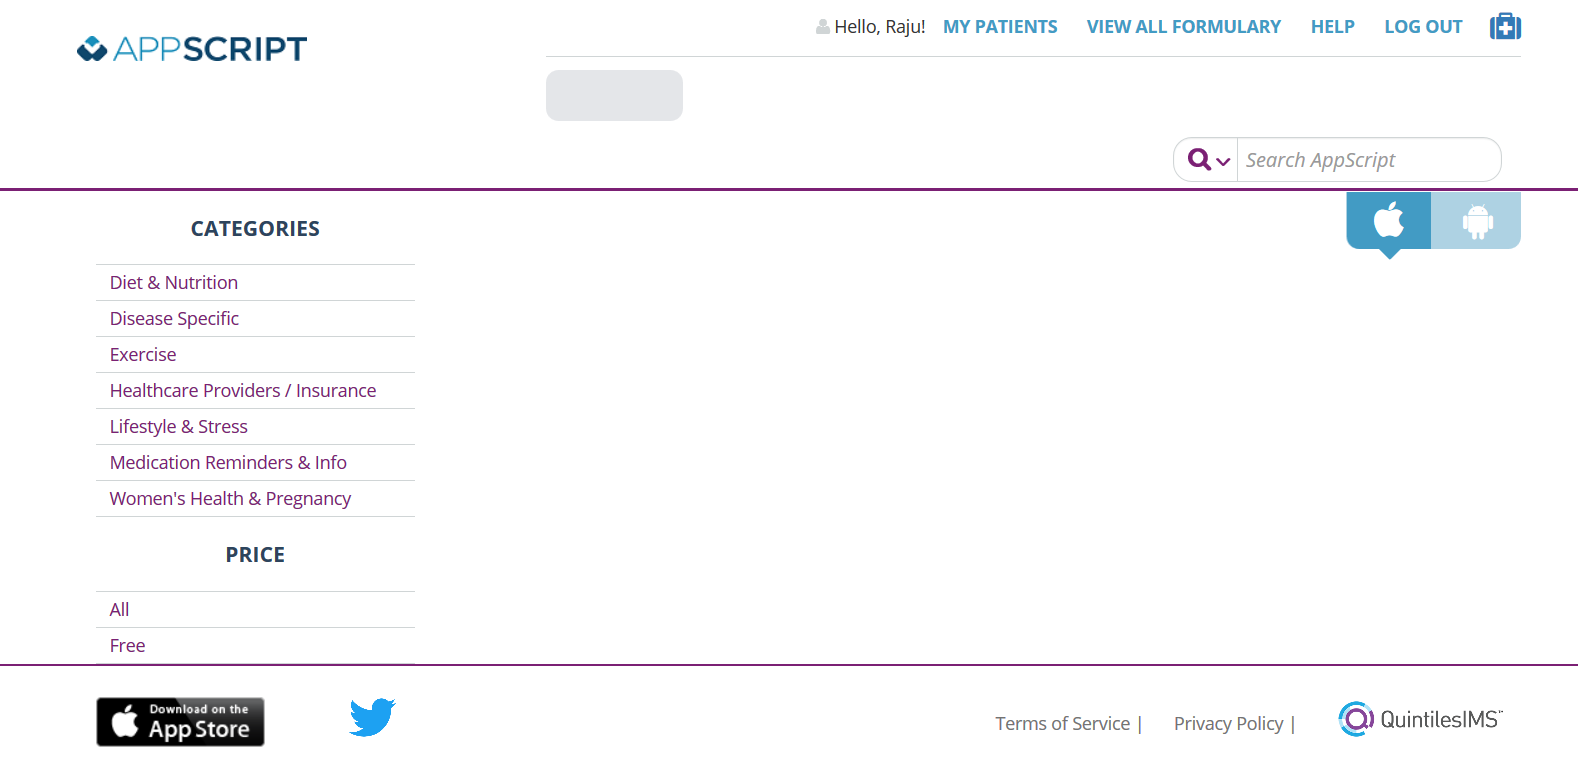 APPSCRIPT
Hello, Raju! MY PATIENTS VIEW ALL FORMULARY HELP LOG OUT
Search AppScript
CATEGORIES
Diet & Nutrition
Disease Specific
Exercise
Healthcare Providers / Insurance
Lifestyle & Stress
Medication Reminders & Info
Women's Health & Pregnancy
PRICE
All
Free
Download on the
App Store
Terms of Service | Privacy Policy |
QuintilesIMS™